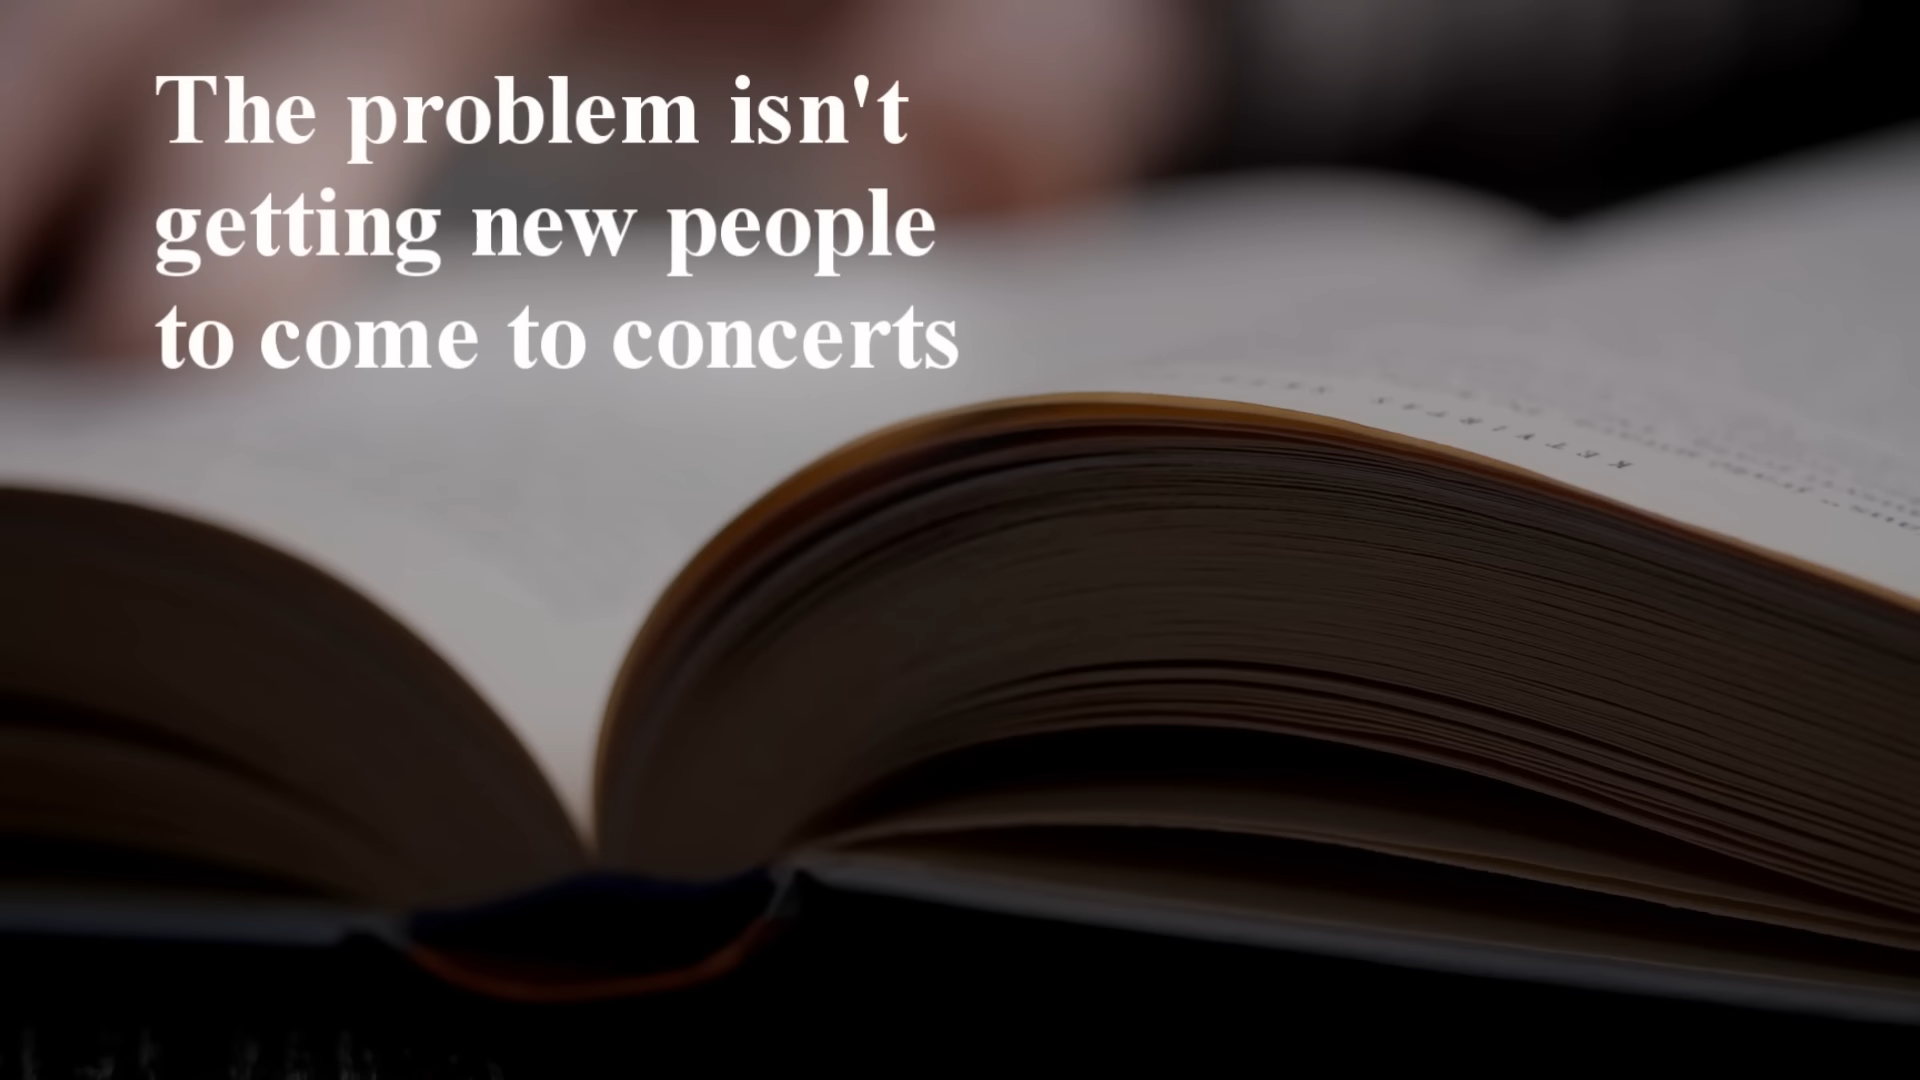 The problem isn't
getting new people
to come to concerts